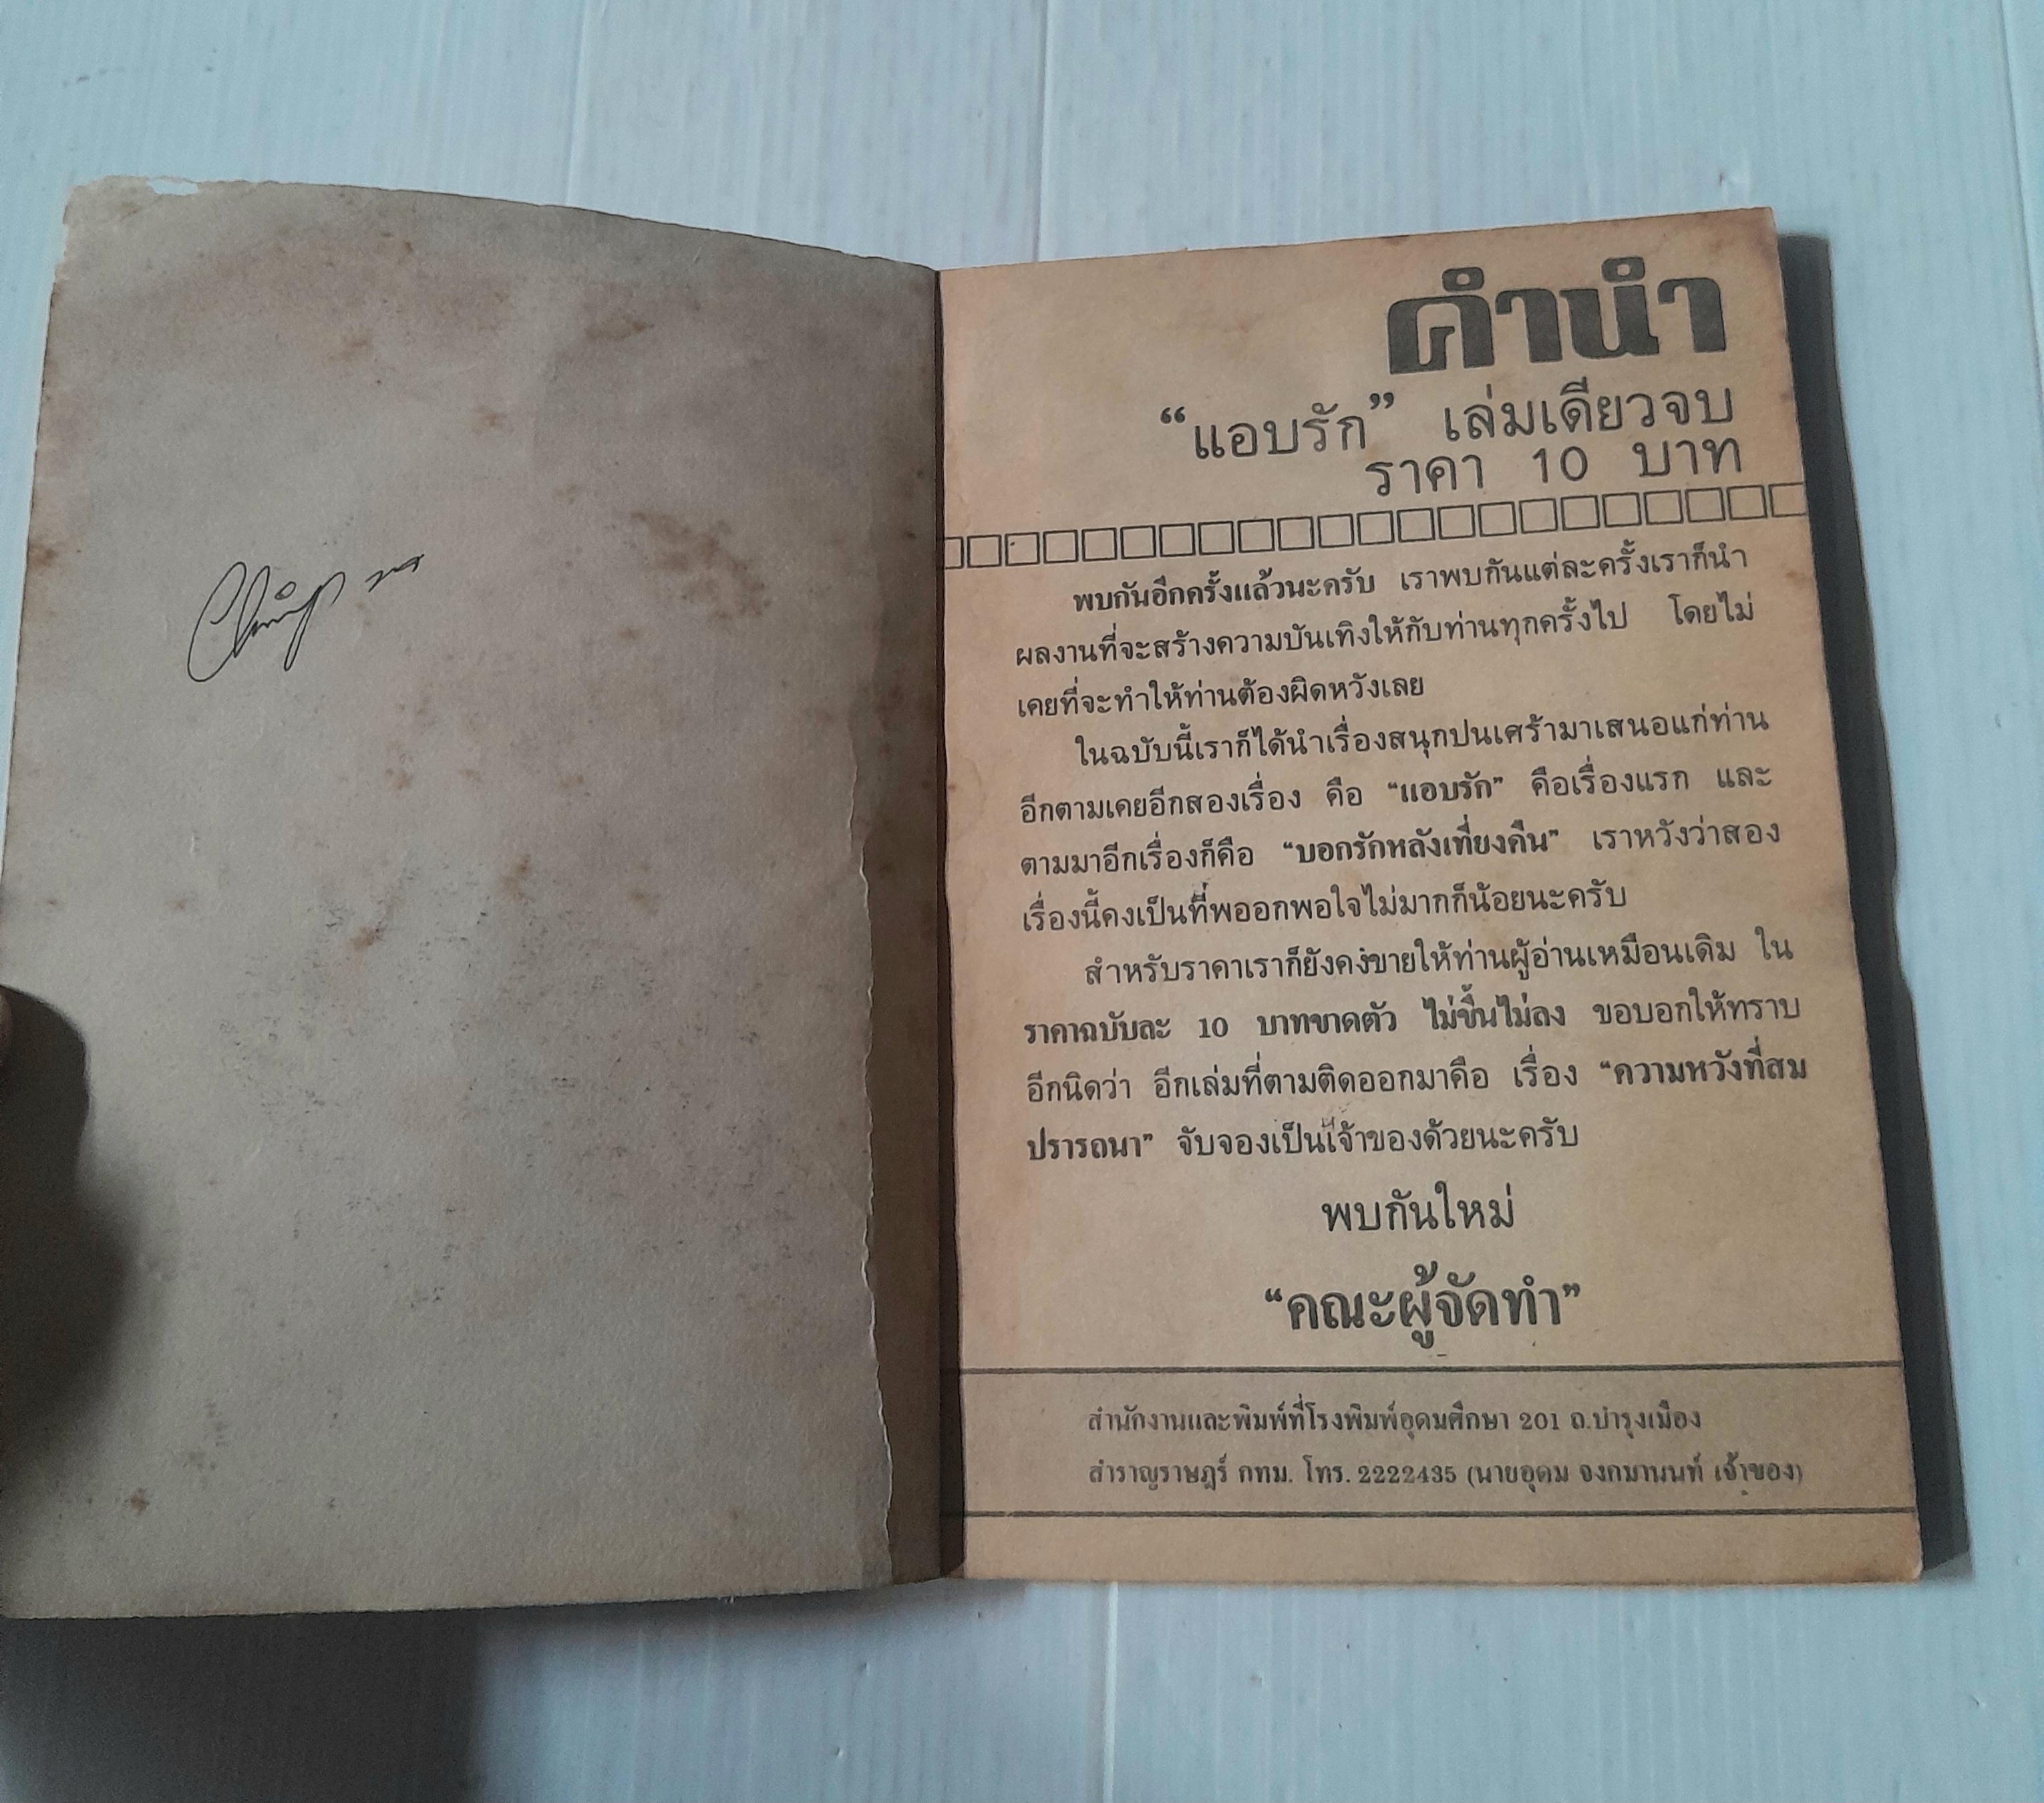 คำนำ
“แอบรัก” เล่มเดียวจบ
ราคา 10 บาท
พบกันอีกครั้งแล้วนะครับ เราพบกันแต่ละครั้งเราก็นำ
ผลงานที่จะสร้างความบันเทิงให้กับท่านทุกครั้งไป โดยไม่
เคยที่จะทำให้ท่านต้องผิดหวังเลย
ในฉบับนี้เราก็ได้นำเรื่องสนุกปนเศร้ามาเสนอแก่ท่าน
อีกตามเคยอีกสองเรื่อง คือ “แอบรัก” คือเรื่องแรก และ
ตามมาอีกเรื่องก็คือ “บอกรักหลังเที่ยงคืน” เราหวังว่าสอง
เรื่องนี้คงเป็นที่พออกพอใจไม่มากก็น้อยนะครับ
สำหรับราคาเราก็ยังคงขายให้ท่านผู้อ่านเหมือนเดิม ใน
ราคาฉบับละ 10 บาทขาดตัว ไม่ขึ้นไม่ลง ขอบอกให้ทราบ
อีกนิดว่า อีกเล่มที่ตามติดออกมาคือ เรื่อง “ความหวังที่สม
ปรารถนา” จับจองเป็นเจ้าของด้วยนะครับ
พบกันใหม่
“คณะผู้จัดทำ”
สำนักงานและพิมพ์ที่โรงพิมพ์อุดมศึกษา 201 ถ.บำรุงเมือง
สำราญราษฎร์ กทม. โทร. 2222435 (นายอุดม จงกมานนท์ เจ้าของ)